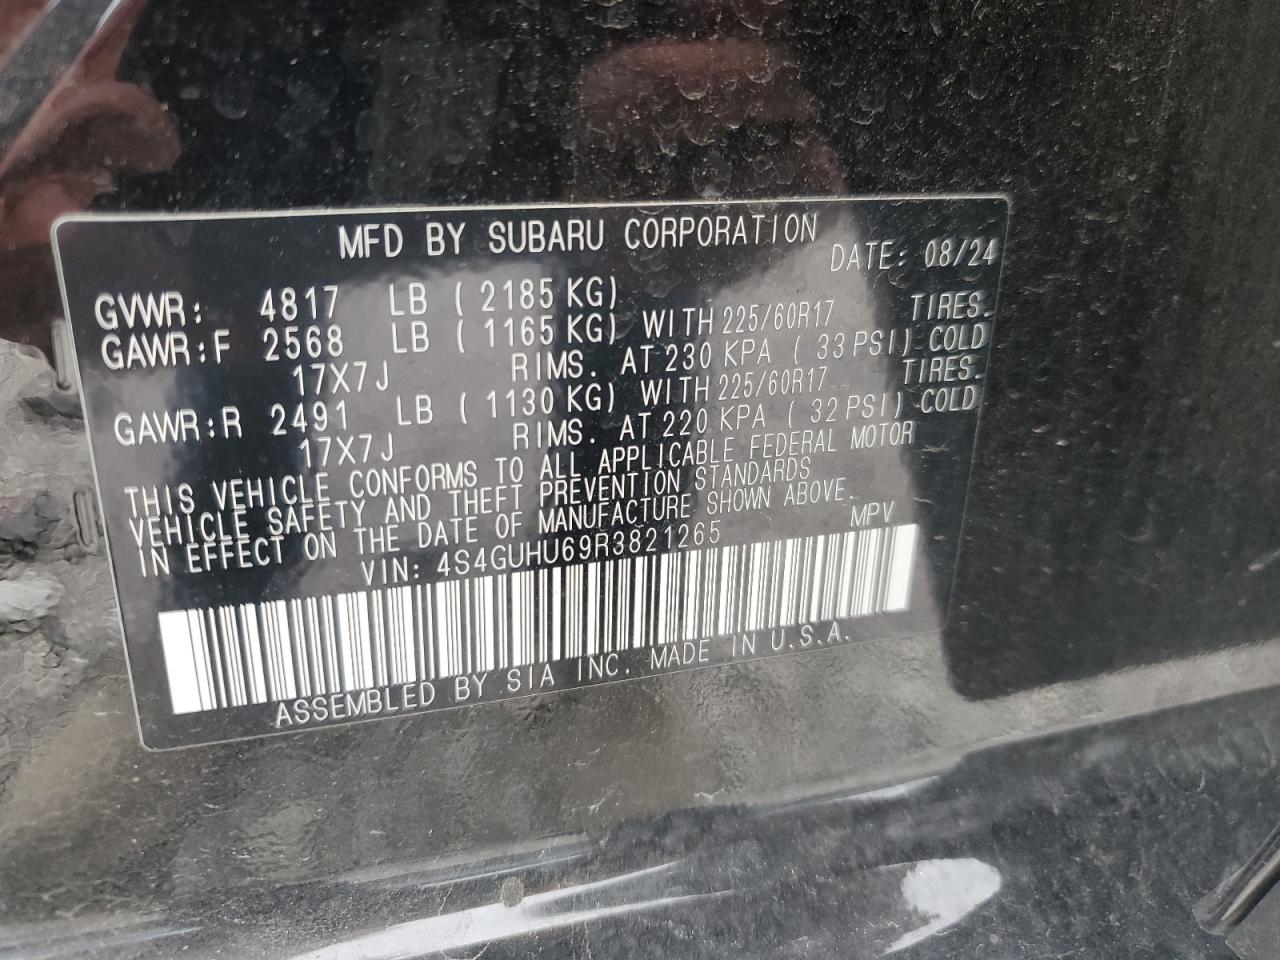 MFD BY SUBARU CORPORATION DATE: 08/24
GVWR: 4817 LB (2185 KG)
GAWR:F 2568 LB (1165 KG) WITH 225/60R17 TIRES.
17X7J RIMS. AT 230 KPA (33 PSI) COLD
GAWR:R 2491 LB (1130 KG) WITH 225/60R17 TIRES.
17X7J RIMS. AT 220 KPA (32 PSI) COLD
THIS VEHICLE CONFORMS TO ALL APPLICABLE FEDERAL MOTOR
VEHICLE SAFETY AND THEFT PREVENTION STANDARDS
IN EFFECT ON THE DATE OF MANUFACTURE SHOWN ABOVE.
VIN: 4S4GUHU69R3821265 MPV
ASSEMBLED BY SIA INC. MADE IN U.S.A.